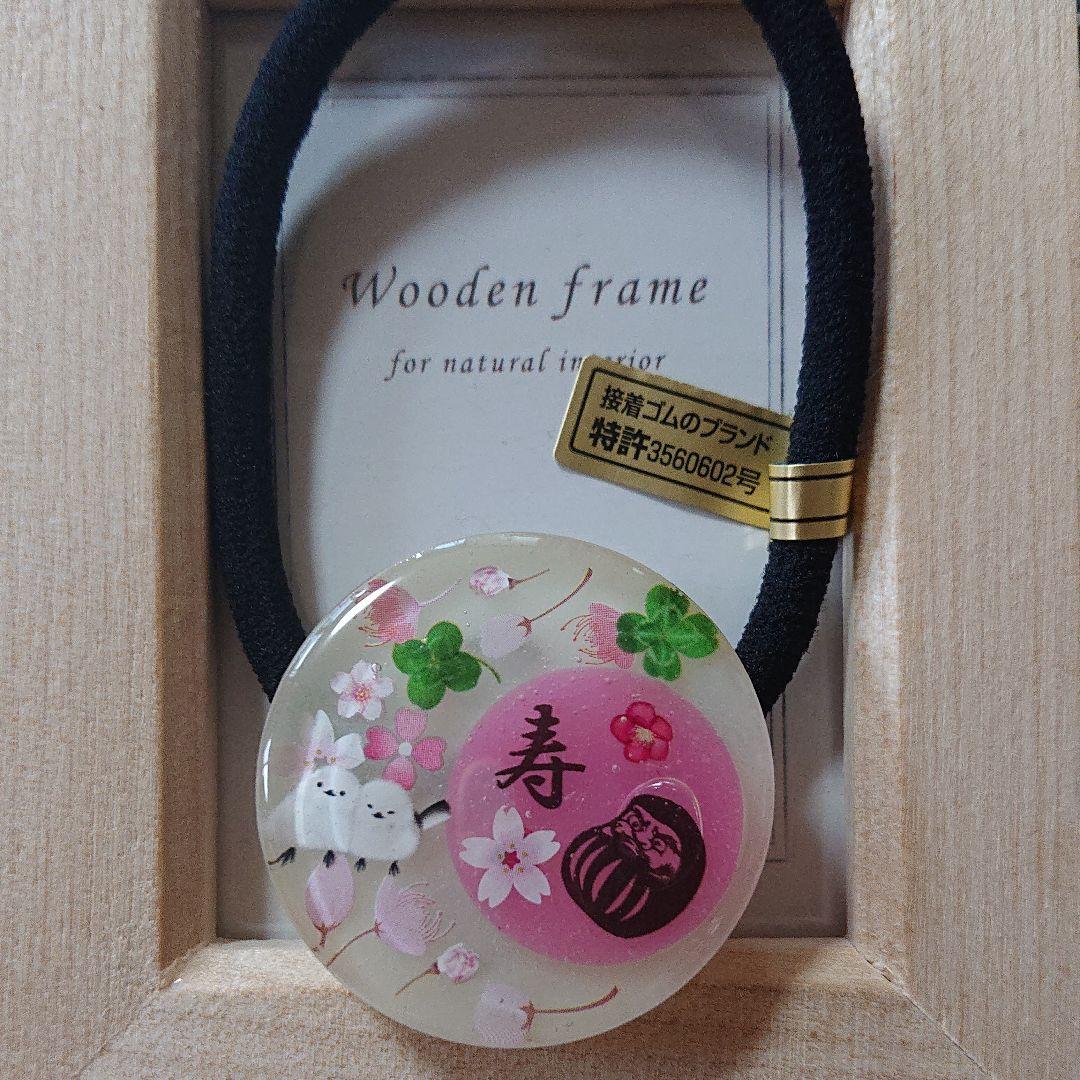 Wooden frame
for natural interior
接着ゴムのブランド
特許3560602号
寿